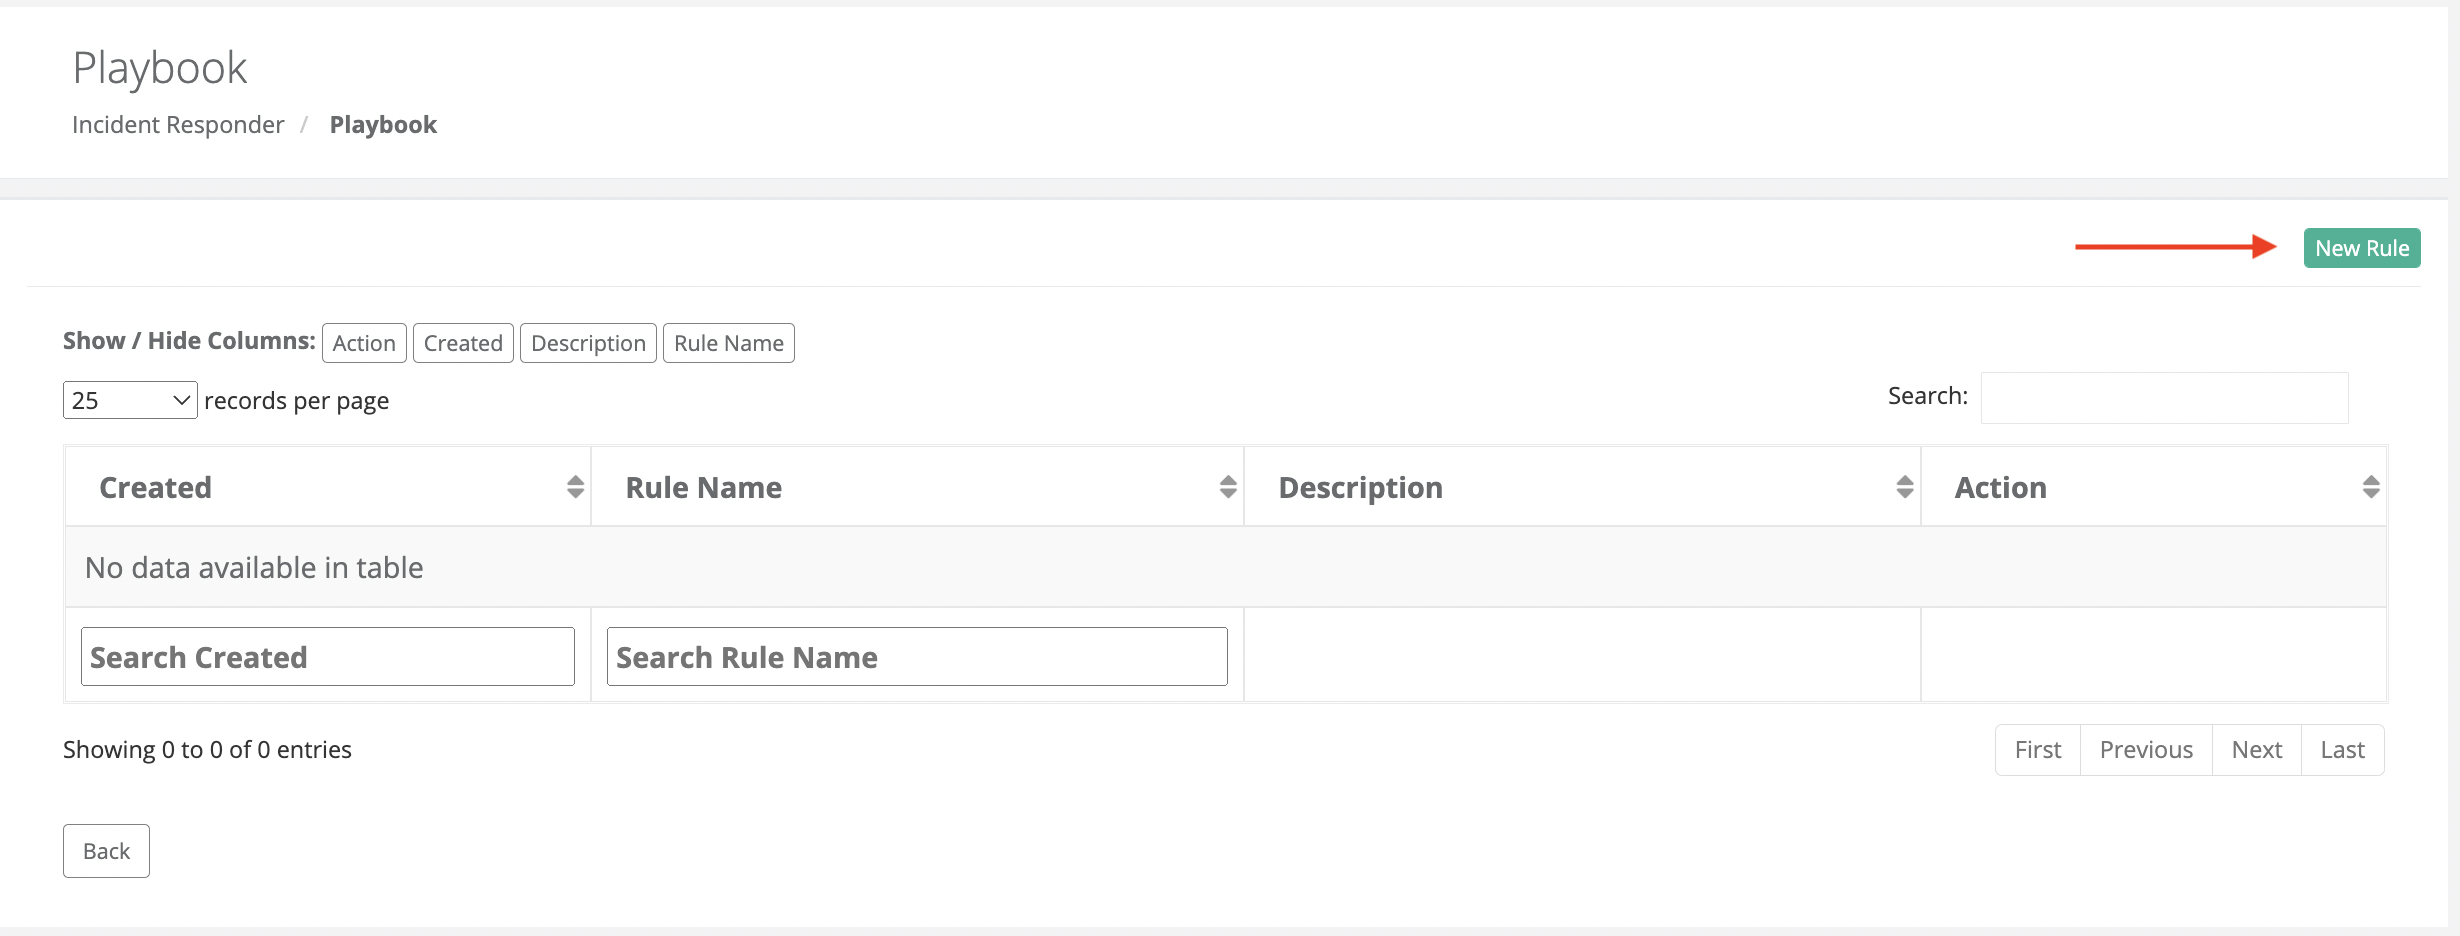 Playbook
Incident Responder / Playbook
New Rule
Show / Hide Columns: Action Created Description Rule Name
25 records per page
Search:
Created Rule Name Description Action
No data available in table
Search Created Search Rule Name
Showing 0 to 0 of 0 entries
First Previous Next Last
Back